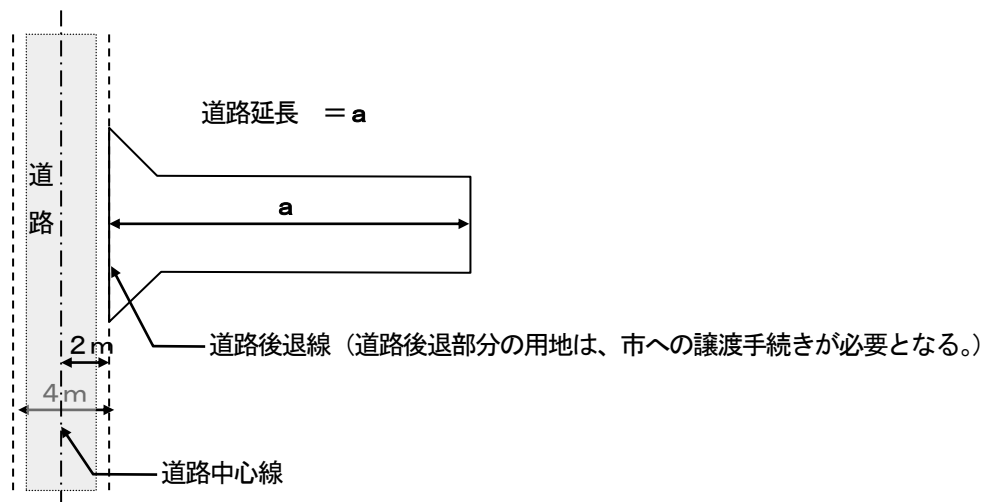 道路延長　＝a
道
路
a
道路後退線（道路後退部分の用地は、市への譲渡手続きが必要となる。）
2m
4m
道路中心線